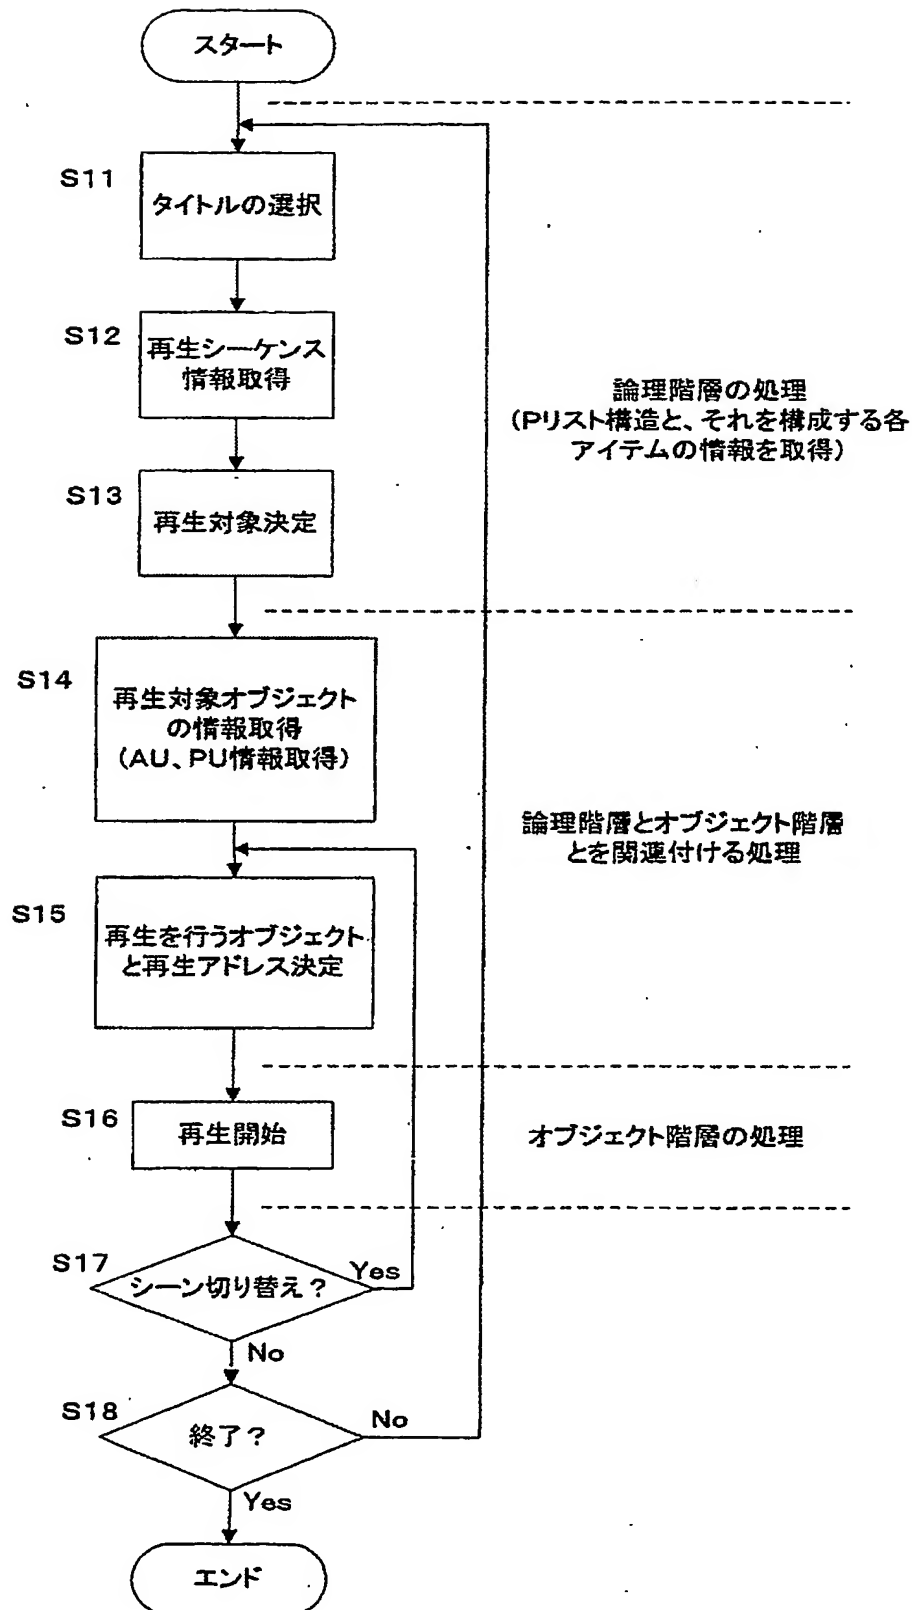 スタート
S11
タイトルの選択
S12
再生シーケンス
情報取得
論理階層の処理
(Pリスト構造と、それを構成する各
アイテムの情報を取得)
S13
再生対象決定
S14
再生対象オブジェクト
の情報取得
(AU、PU情報取得)
論理階層とオブジェクト階層
とを関連付ける処理
S15
再生を行うオブジェクト
と再生アドレス決定
S16
再生開始
オブジェクト階層の処理
S17
シーン切り替え?
Yes
No
S18
終了?
No
Yes
エンド